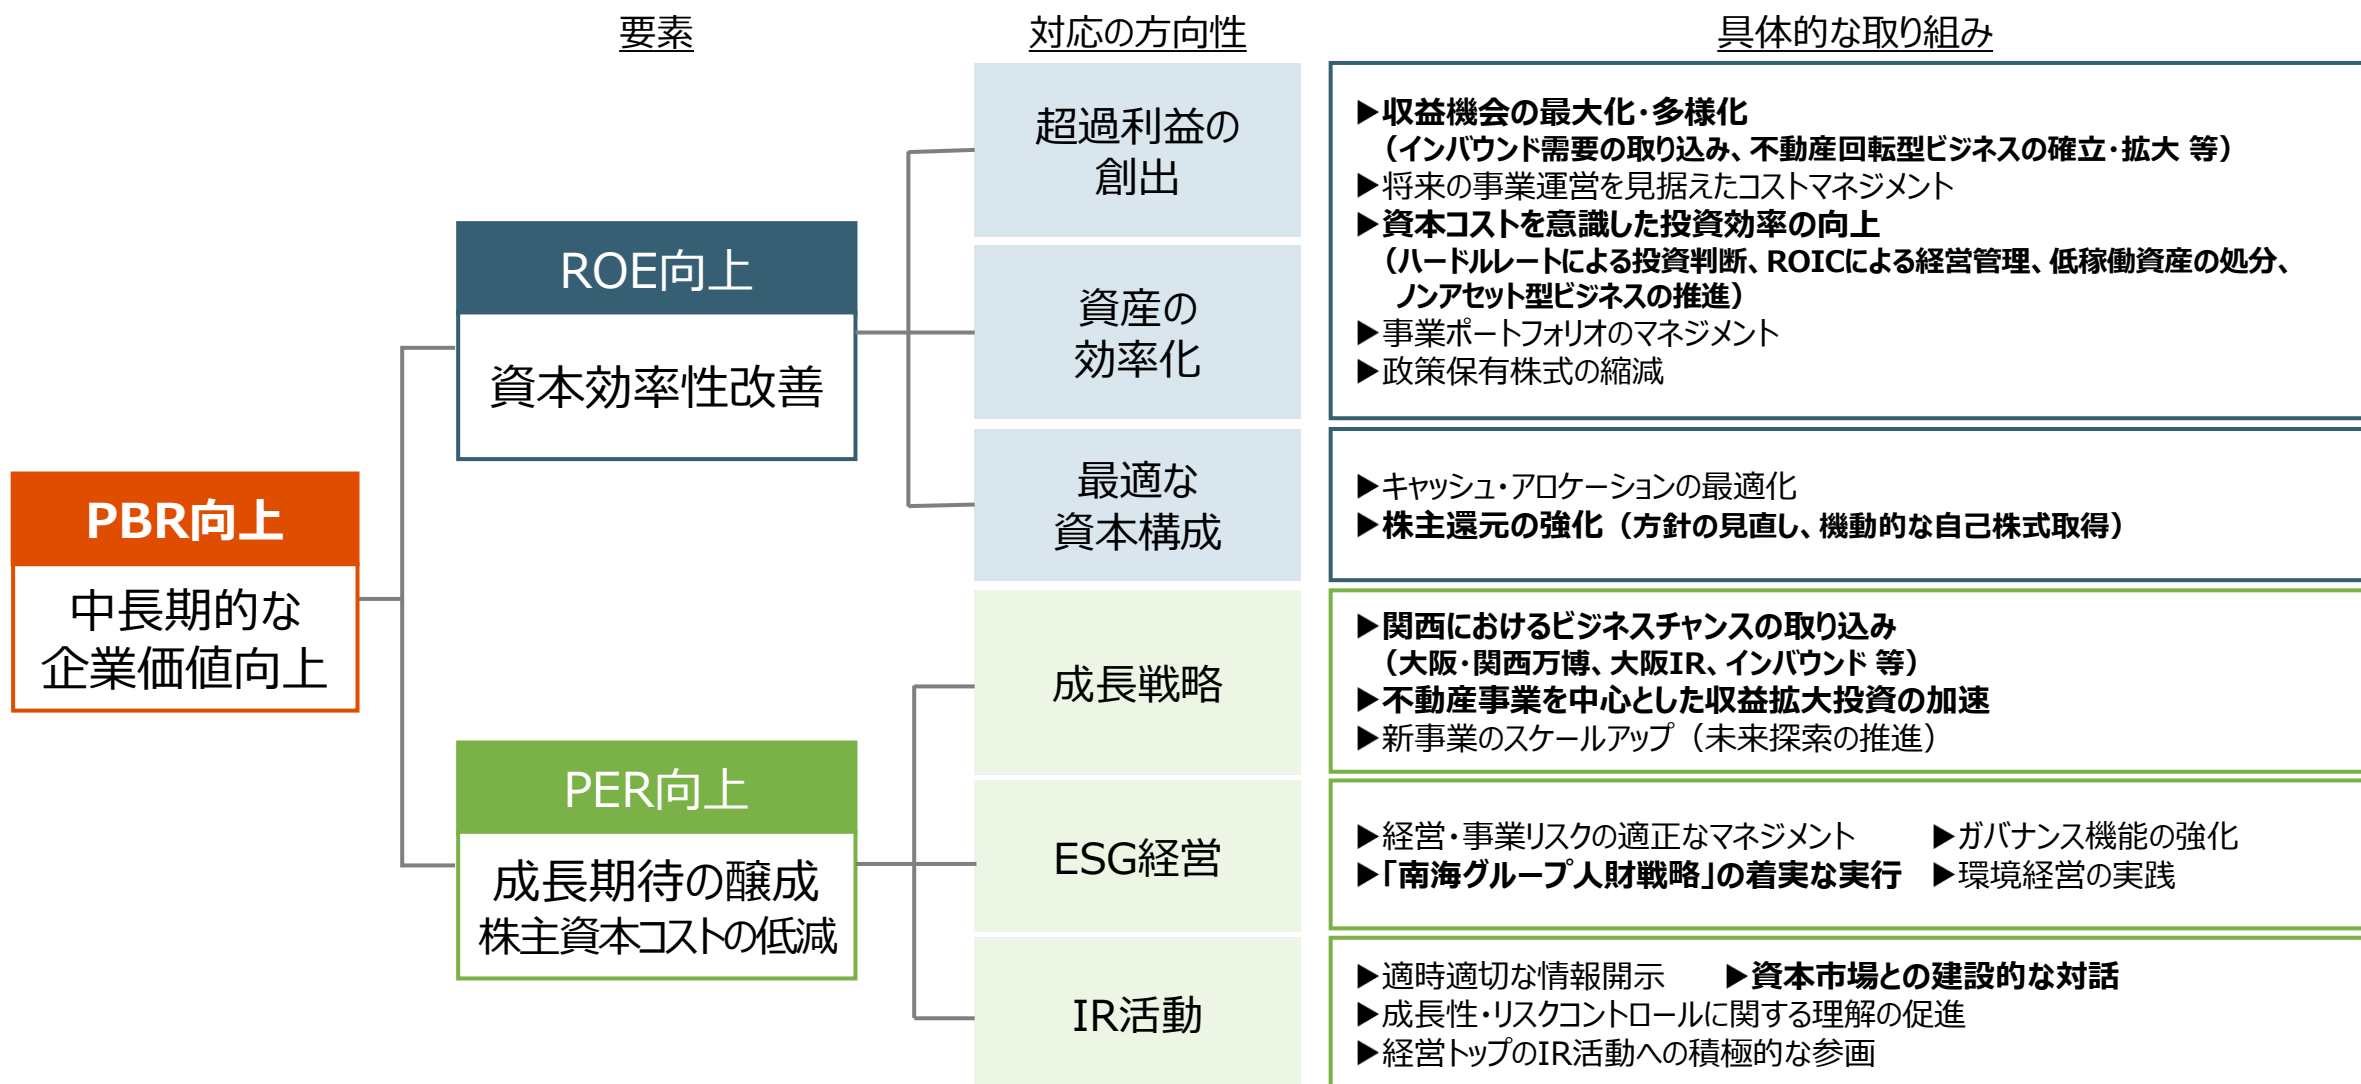 要素
対応の方向性
具体的な取り組み
PBR向上
中長期的な
企業価値向上
ROE向上
資本効率性改善
超過利益の
創出
資産の
効率化
▶収益機会の最大化・多様化
（インバウンド需要の取り込み、不動産回転型ビジネスの確立・拡大 等）
▶将来の事業運営を見据えたコストマネジメント
▶資本コストを意識した投資効率の向上
（ハードルレートによる投資判断、ROICによる経営管理、低稼働資産の処分、
ノンアセット型ビジネスの推進）
▶事業ポートフォリオのマネジメント
▶政策保有株式の縮減
最適な
資本構成
▶キャッシュ・アロケーションの最適化
▶株主還元の強化（方針の見直し、機動的な自己株式取得）
PER向上
成長期待の醸成
株主資本コストの低減
成長戦略
▶関西におけるビジネスチャンスの取り込み
（大阪・関西万博、大阪IR、インバウンド 等）
▶不動産事業を中心とした収益拡大投資の加速
▶新事業のスケールアップ（未来探索の推進）
ESG経営
▶経営・事業リスクの適正なマネジメント ▶ガバナンス機能の強化
▶「南海グループ人財戦略」の着実な実行 ▶環境経営の実践
IR活動
▶適時適切な情報開示 ▶資本市場との建設的な対話
▶成長性・リスクコントロールに関する理解の促進
▶経営トップのIR活動への積極的な参画